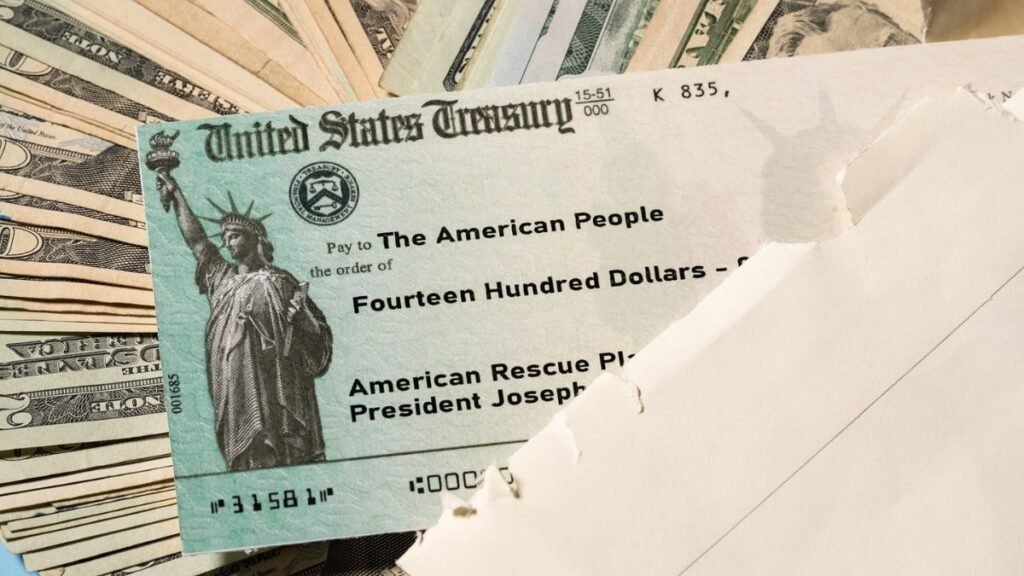 United States Treasury
15-51
000
K 835,
Pay to The American People
the order of
Fourteen Hundred Dollars -
American Rescue
President Joseph
001685
⑈31581⑈ ⑆000